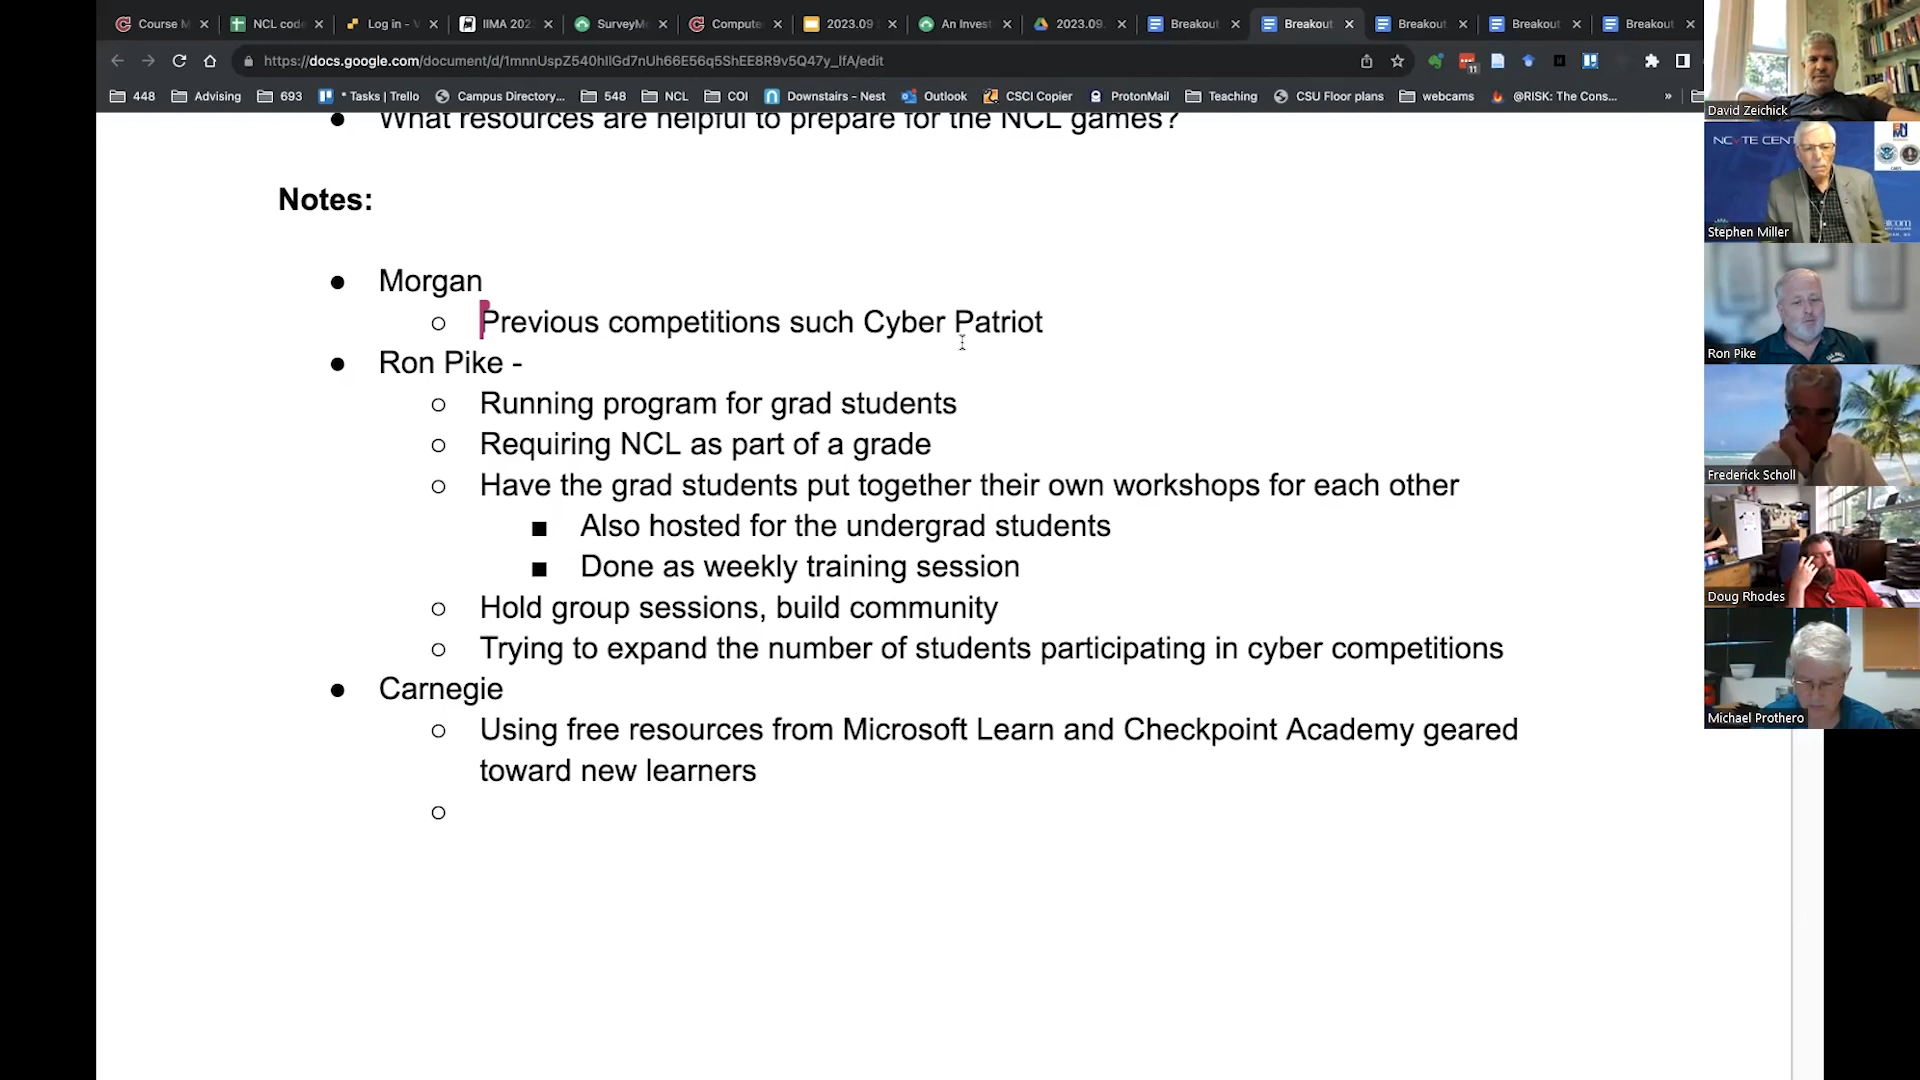 Course M
NCL code
Log in - V
IIMA 202
SurveyM
Compute
2023.09
An Invest
2023.09.
Breakout
Breakout
Breakout
Breakout
Breakout
https://docs.google.com/document/d/1mnnUspZ540hIlGd7nUh66E56q5ShEE8R9v5Q47y_lfA/edit
11
448
Advising
693
* Tasks | Trello
Campus Directory...
548
NCL
COI
Downstairs - Nest
Outlook
CSCI Copier
ProtonMail
Teaching
CSU Floor plans
webcams
@RISK: The Cons...
»
● What resources are helpful to prepare for the NCL games?
Notes:
● Morgan
○ Previous competitions such Cyber Patriot
● Ron Pike -
○ Running program for grad students
○ Requiring NCL as part of a grade
○ Have the grad students put together their own workshops for each other
■ Also hosted for the undergrad students
■ Done as weekly training session
○ Hold group sessions, build community
○ Trying to expand the number of students participating in cyber competitions
● Carnegie
○ Using free resources from Microsoft Learn and Checkpoint Academy geared
toward new learners
○
David Zeichick
NCYTE CENT
Stephen Miller
Ron Pike
Frederick Scholl
Doug Rhodes
Michael Prothero